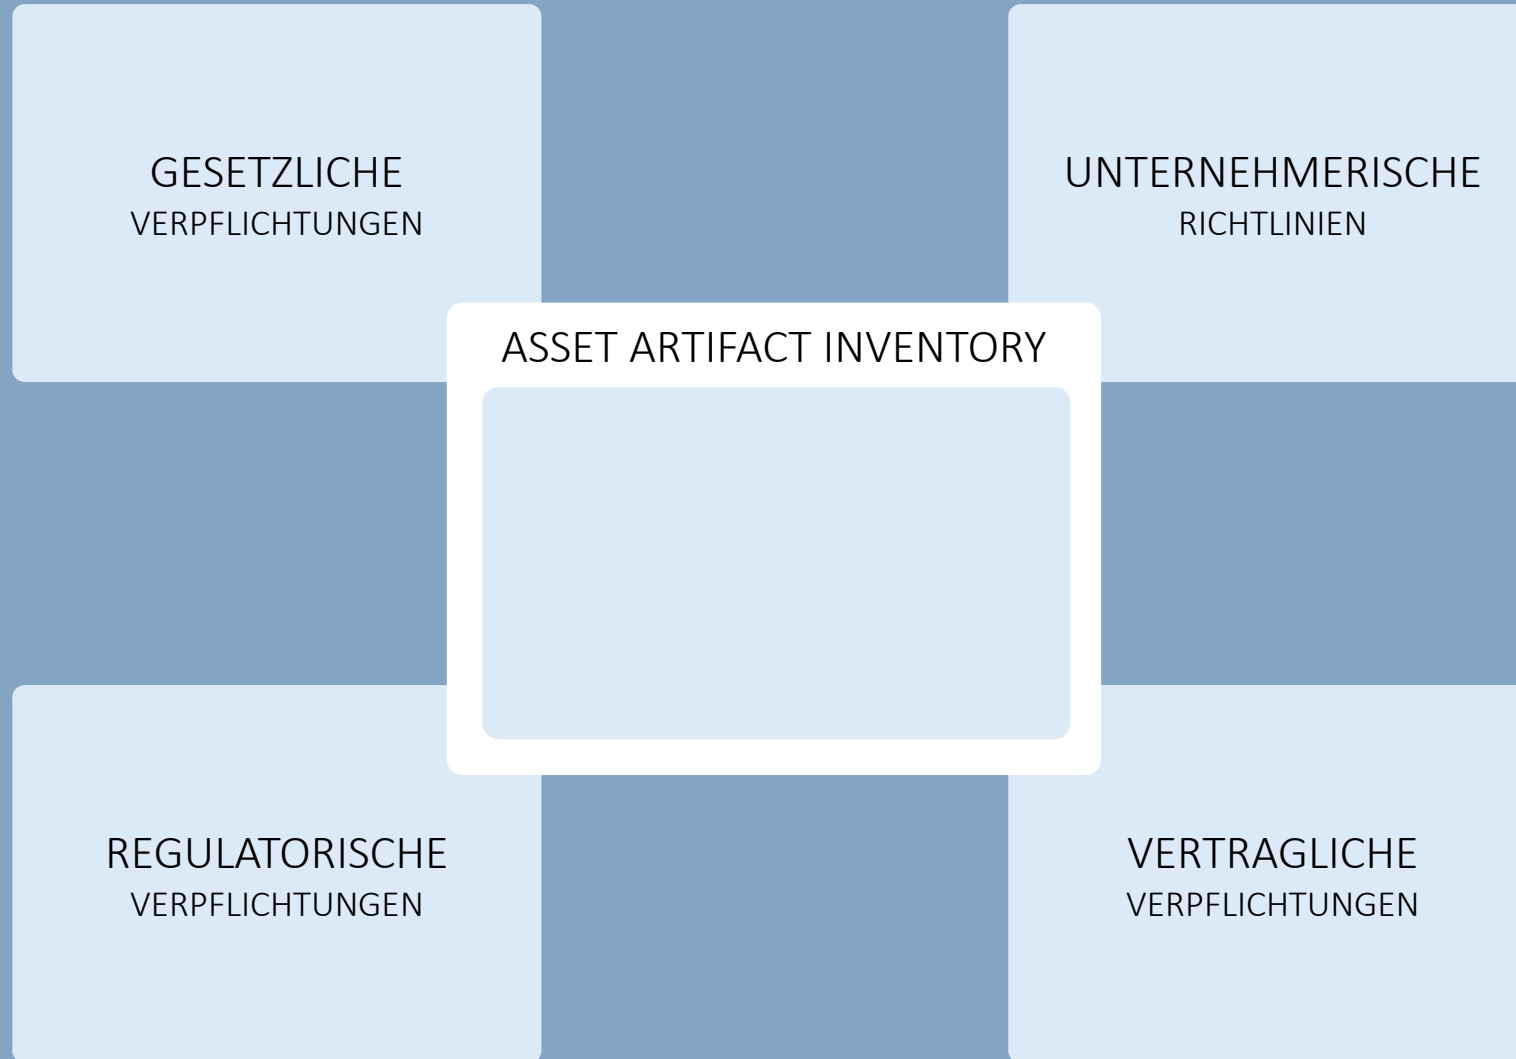 GESETZLICHE
VERPFLICHTUNGEN
UNTERNEHMERISCHE
RICHTLINIEN
ASSET ARTIFACT INVENTORY
REGULATORISCHE
VERPFLICHTUNGEN
VERTRAGLICHE
VERPFLICHTUNGEN